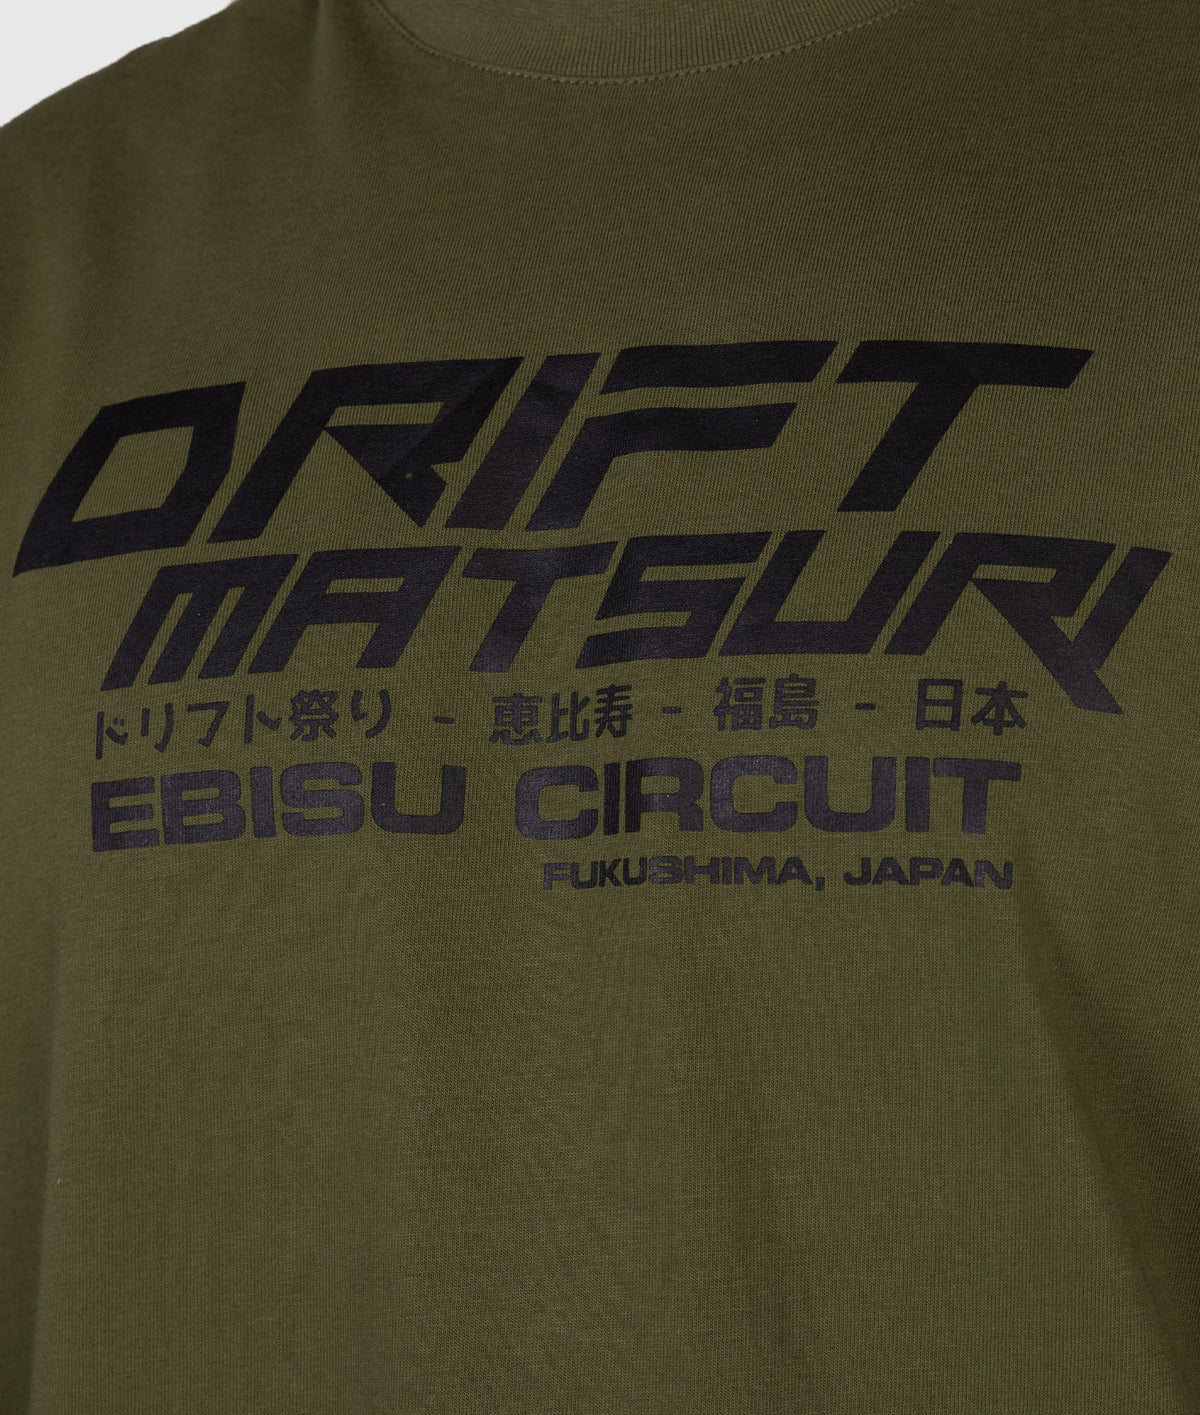 DRIFT
MATSURI
ドリフト祭り - 恵比寿 - 福島 - 日本
EBISU CIRCUIT
FUKUSHIMA, JAPAN